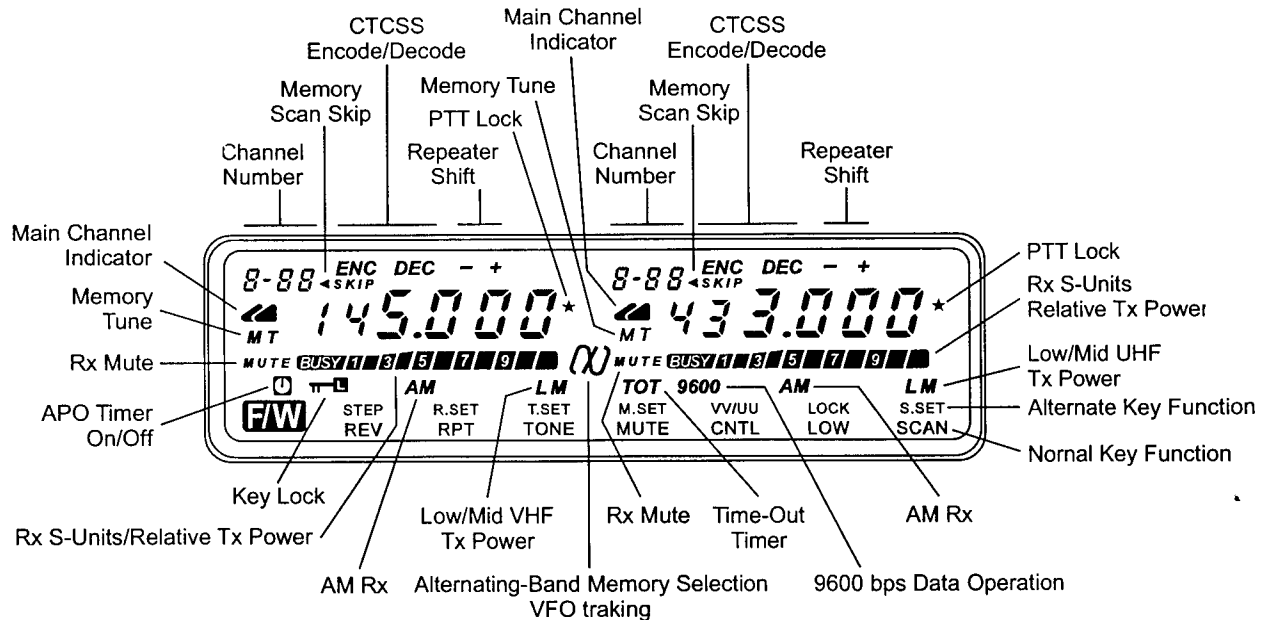 CTCSS
Encode/Decode
Main Channel
Indicator
CTCSS
Encode/Decode
Memory
Scan Skip
Memory Tune
Memory
Scan Skip
PTT Lock
Channel
Number
Repeater
Shift
Channel
Number
Repeater
Shift
Main Channel
Indicator
PTT Lock
Memory
Tune
Rx S-Units
Relative Tx Power
Rx Mute
Low/Mid UHF
Tx Power
APO Timer
On/Off
Alternate Key Function
Nornal Key Function
8-88 ◄SKIP ENC DEC - +
8-88 ◄SKIP ENC DEC - +
MT 145.000 ★
MT 433.000 ★
MUTE BUSY 1 3 5 7 9
MUTE BUSY 1 3 5 7 9
L AM LM TOT 9600 AM LM
F/W STEP R.SET T.SET M.SET VV/UU LOCK S.SET
REV RPT TONE MUTE CNTL LOW SCAN
Key Lock
Rx S-Units/Relative Tx Power
Low/Mid VHF
Tx Power
Rx Mute
Time-Out
Timer
AM Rx
AM Rx
Alternating-Band Memory Selection
VFO traking
9600 bps Data Operation